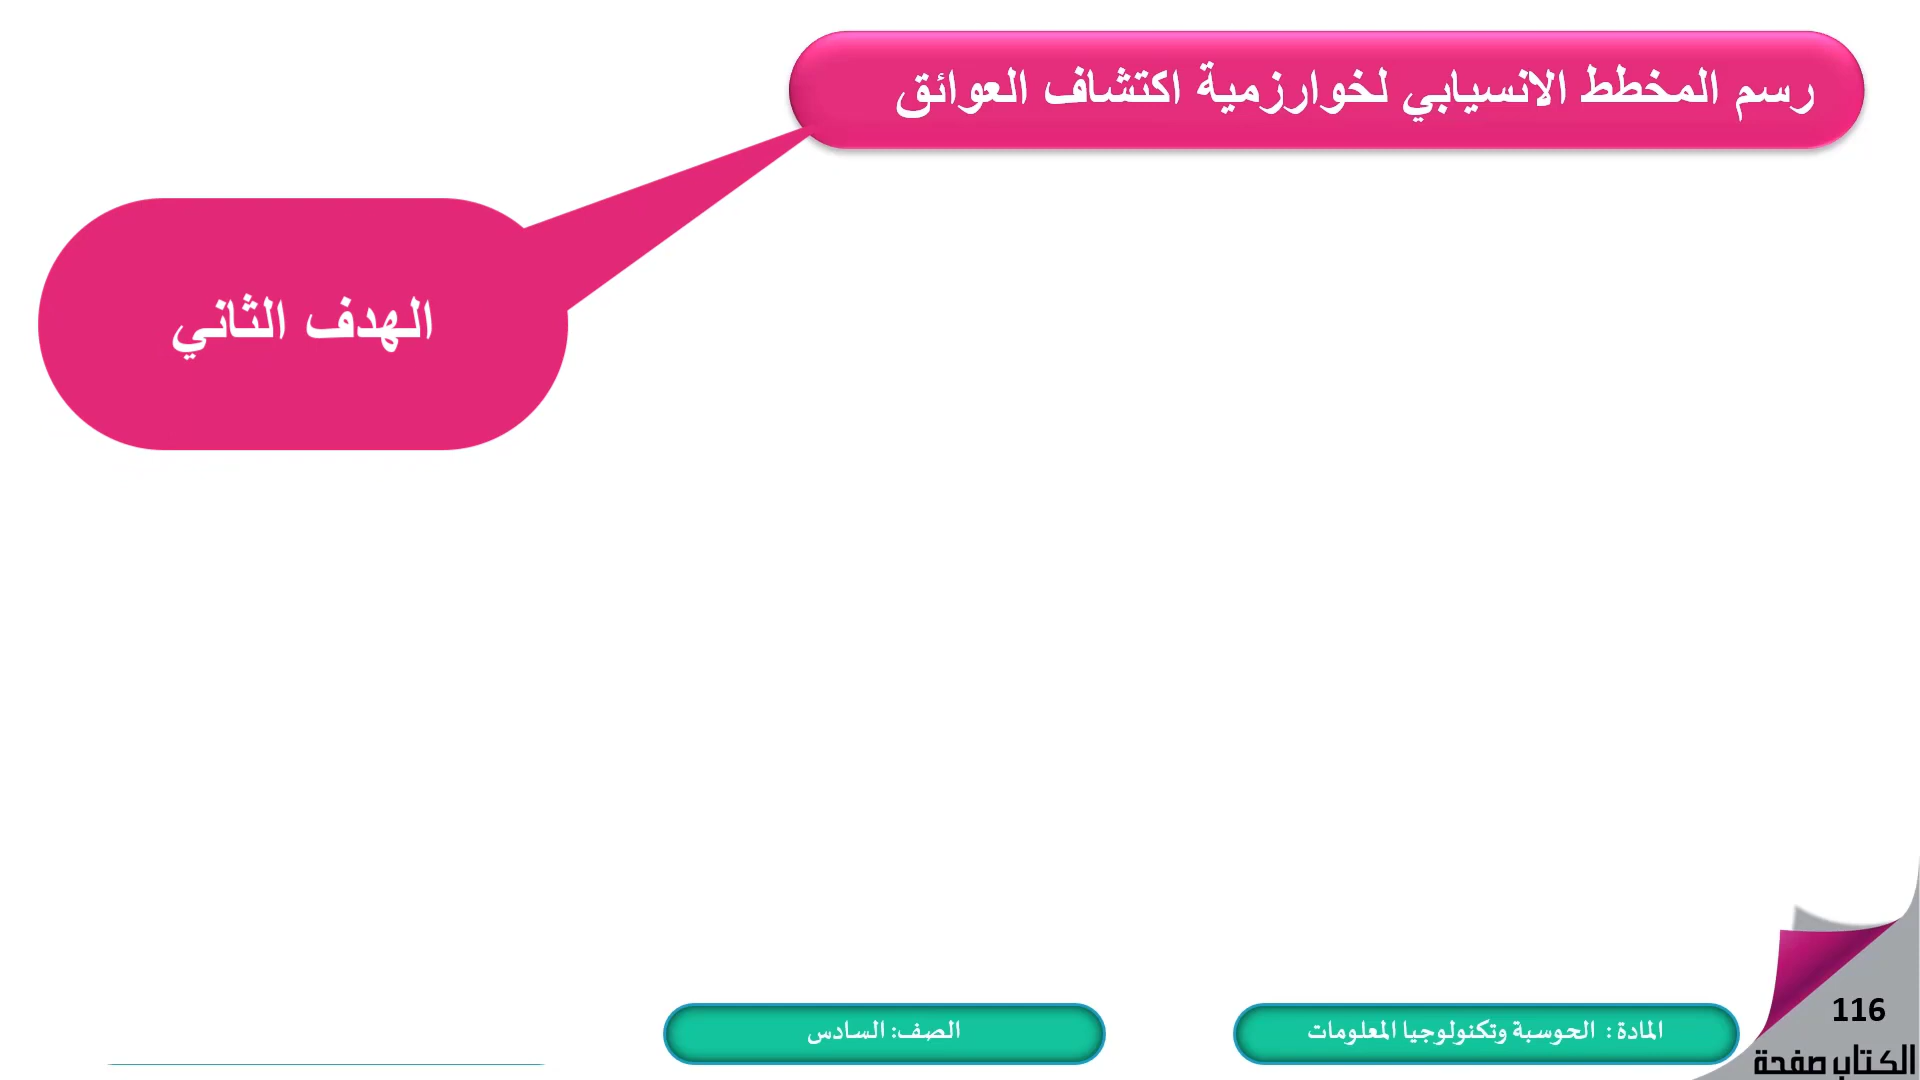 رسم المخطط الانسيابي لخوارزمية اكتشاف العوائق
الهدف الثاني
المادة : الحوسبة وتكنولوجيا المعلومات
الصف: السادس
116
الكتاب صفحة